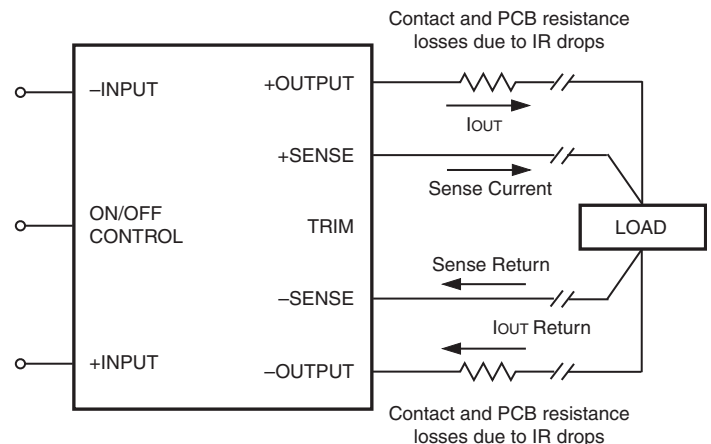 Contact and PCB resistance
losses due to IR drops
–INPUT
+OUTPUT
IOUT
+SENSE
Sense Current
ON/OFF
CONTROL
TRIM
LOAD
Sense Return
–SENSE
IOUT Return
+INPUT
–OUTPUT
Contact and PCB resistance
losses due to IR drops